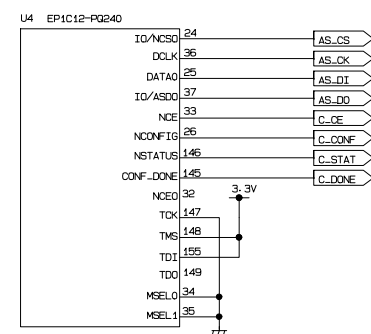 U4 EP1C12-PQ240
IO/NCSO 24 AS_CS
DCLK 36 AS_CK
DATA0 25 AS_DI
IO/ASDO 37 AS_DO
NCE 33 C_CE
NCONFIG 26 C_CONF
NSTATUS 146 C_STAT
CONF_DONE 145 C_DONE
NCEO 32 3.3V
TCK 147
TMS 148
TDI 155
TDO 149
MSEL0 34
MSEL1 35